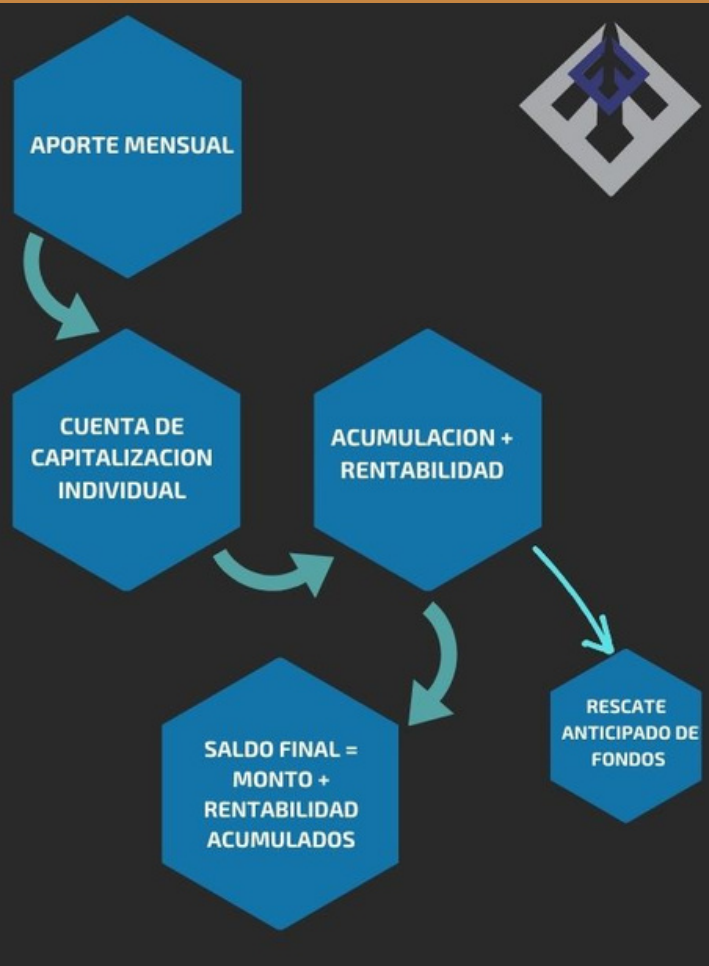 APORTE MENSUAL
CUENTA DE
CAPITALIZACION
INDIVIDUAL
ACUMULACION +
RENTABILIDAD
SALDO FINAL =
MONTO +
RENTABILIDAD
ACUMULADOS
RESCATE
ANTICIPADO DE
FONDOS